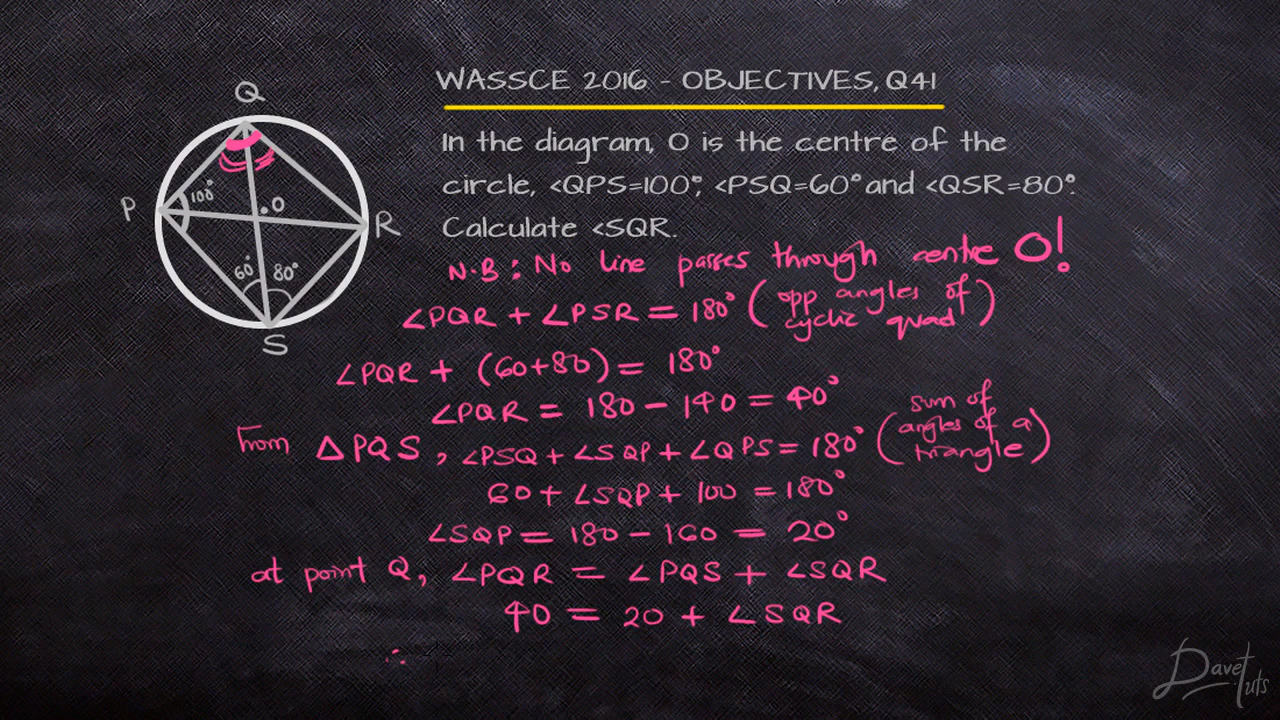 WASSCE 2016 - OBJECTIVES, Q41
In the diagram, O is the centre of the
circle, <QPS=100°, <PSQ=60° and <QSR=80°.
Calculate <SQR.
Q
P
R
S
O
100°
60°
80°
N.B : No line passes through centre O!
∠PQR + ∠PSR = 180° (opp angles of cyclic quad)
∠PQR + (60+80) = 180°
∠PQR = 180 - 140 = 40°
From △PQS, ∠PSQ + ∠SQP + ∠QPS = 180° (sum of angles of a triangle)
60 + ∠SQP + 100 = 180°
∠SQP = 180 - 160 = 20°
at point Q, ∠PQR = ∠PQS + ∠SQR
40 = 20 + ∠SQR
∴
Davet
Tuts